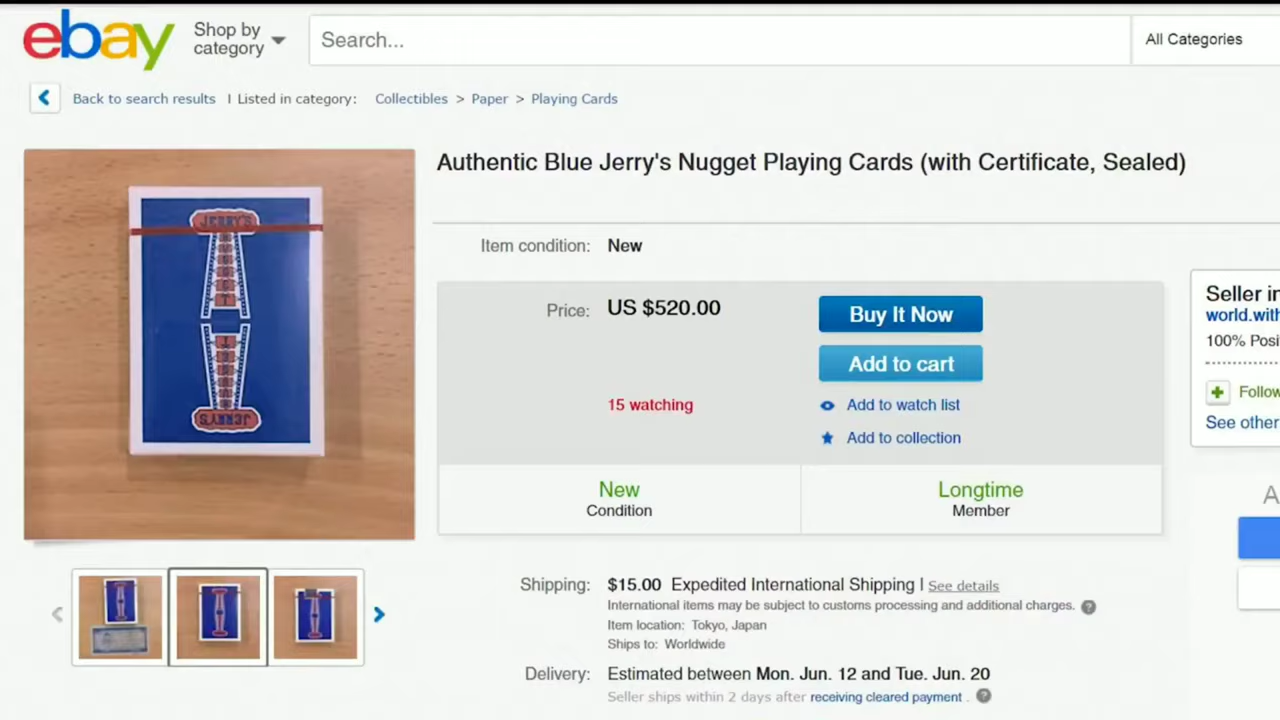 ebay
Shop by
category
Search...
All Categories
Back to search results | Listed in category: Collectibles > Paper > Playing Cards
Authentic Blue Jerry's Nugget Playing Cards (with Certificate, Sealed)
JERRY'S
JERRY'S
Item condition: New
Price: US $520.00
Buy It Now
Add to cart
15 watching
Add to watch list
Add to collection
New
Condition
Longtime
Member
Seller in
world.with
100% Posi
Follow
See other
A
Shipping: $15.00 Expedited International Shipping | See details
International items may be subject to customs processing and additional charges.
Item location: Tokyo, Japan
Ships to: Worldwide
Delivery: Estimated between Mon. Jun. 12 and Tue. Jun. 20
Seller ships within 2 days after receiving cleared payment .